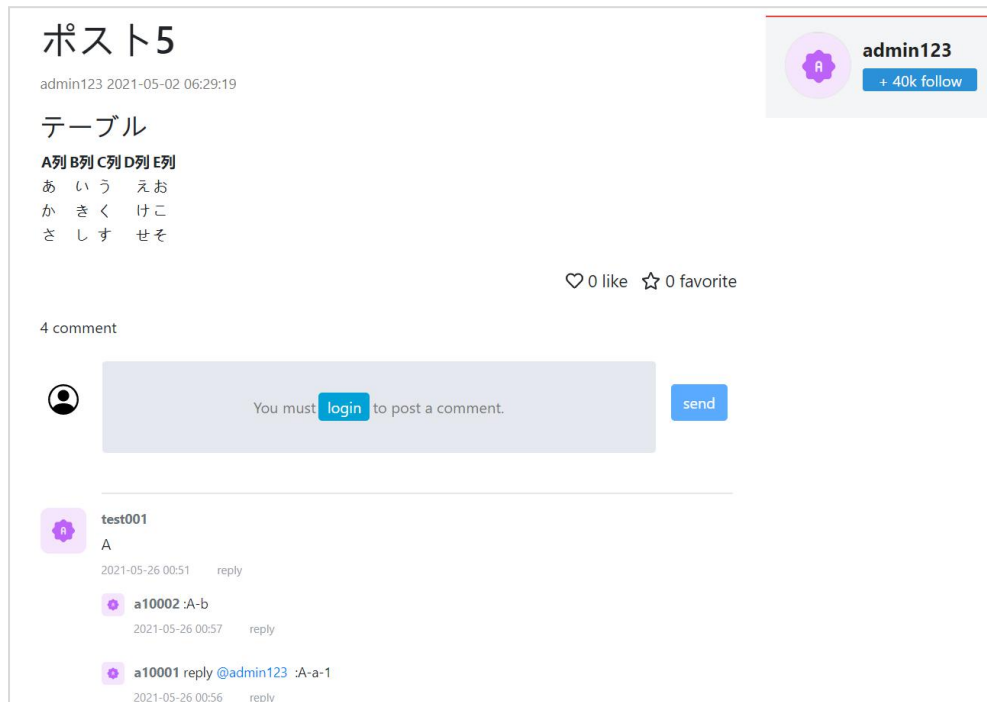 ポスト5
admin123 2021-05-02 06:29:19
テーブル
A列 B列 C列 D列 E列
あ い う え お
か き く け こ
さ し す せ そ
0 like 0 favorite
4 comment
You must login to post a comment.
send
test001
A
2021-05-26 00:51 reply
a10002 :A-b
2021-05-26 00:57 reply
a10001 reply @admin123 :A-a-1
2021-05-26 00:56 reply
admin123
+ 40k follow